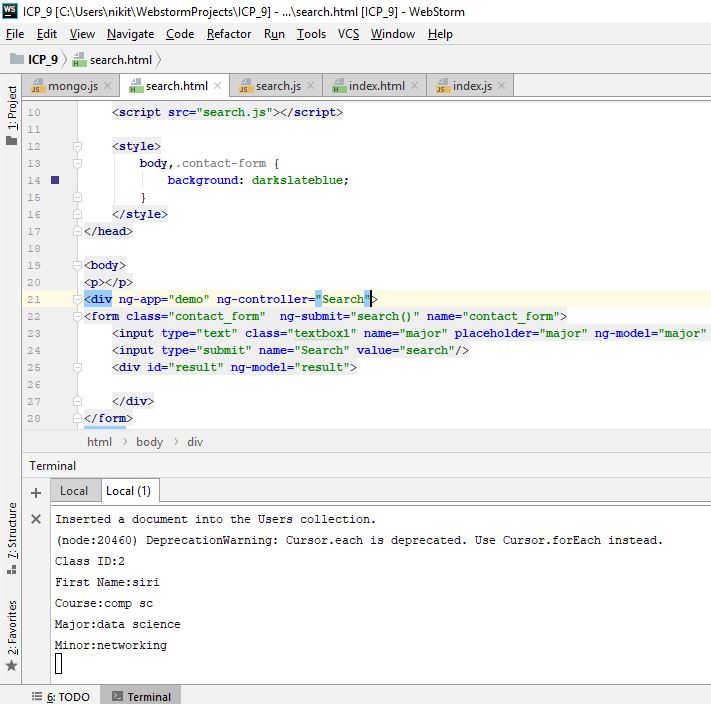 WS ICP_9 [C:\Users\nikit\WebstormProjects\ICP_9] - ...\search.html [ICP_9] - WebStorm
File Edit View Navigate Code Refactor Run Tools VCS Window Help
ICP_9 search.html
mongo.js search.html search.js index.html index.js
1: Project
10 <script src="search.js"></script>
11
12 <style>
13 body,.contact-form {
14 background: darkslateblue;
15 }
16 </style>
17 </head>
18
19 <body>
20 <p></p>
21 <div ng-app="demo" ng-controller="Search">
22 <form class="contact_form"  ng-submit="search()" name="contact_form">
23 <input type="text" class="textbox1" name="major" placeholder="major" ng-model="major"
24 <input type="submit" name="Search" value="search"/>
25 <div id="result" ng-model="result">
26
27 </div>
28 </form>
html body div
Terminal
Local Local (1)
Inserted a document into the Users collection.
(node:20460) DeprecationWarning: Cursor.each is deprecated. Use Cursor.forEach instead.
Class ID:2
First Name:siri
Course:comp sc
Major:data science
Minor:networking
7: Structure
2: Favorites
6: TODO Terminal